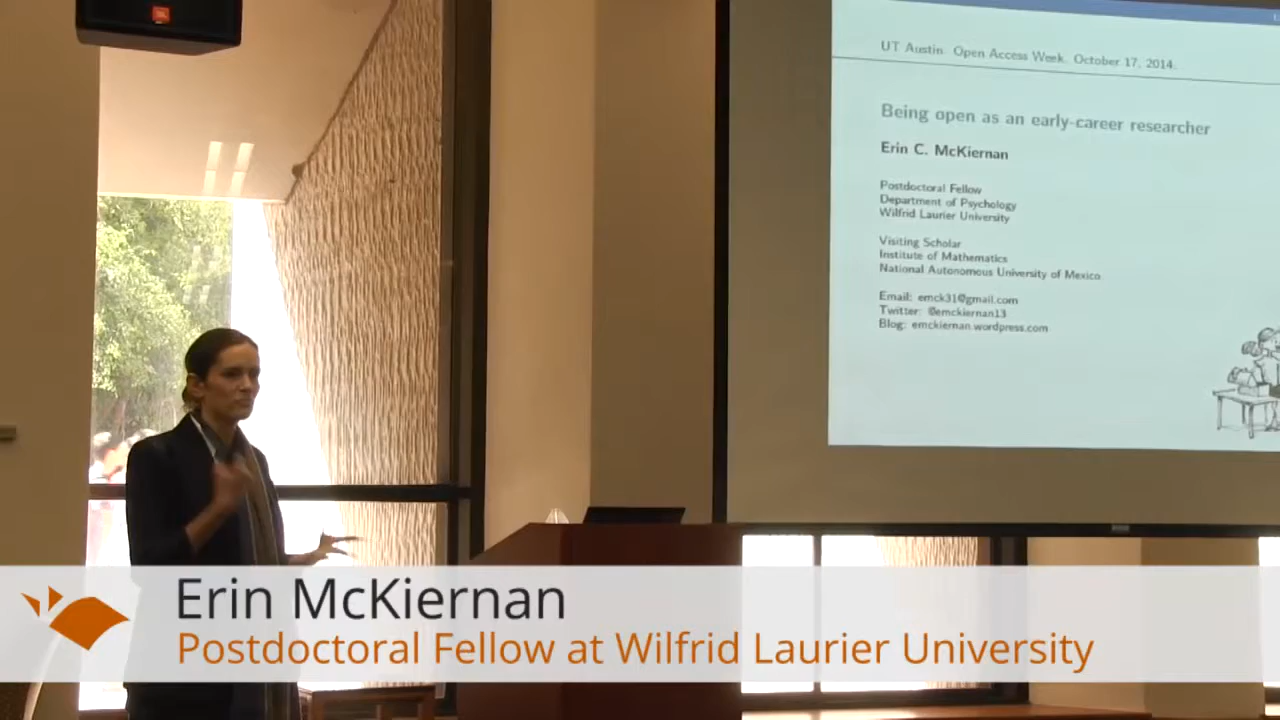 JBL
UT Austin. Open Access Week. October 17, 2014.
Being open as an early-career researcher
Erin C. McKiernan
Postdoctoral Fellow
Department of Psychology
Wilfrid Laurier University
Visiting Scholar
Institute of Mathematics
National Autonomous University of Mexico
Email: emck31@gmail.com
Twitter: @emckiernan13
Blog: emckiernan.wordpress.com
Erin McKiernan
Postdoctoral Fellow at Wilfrid Laurier University